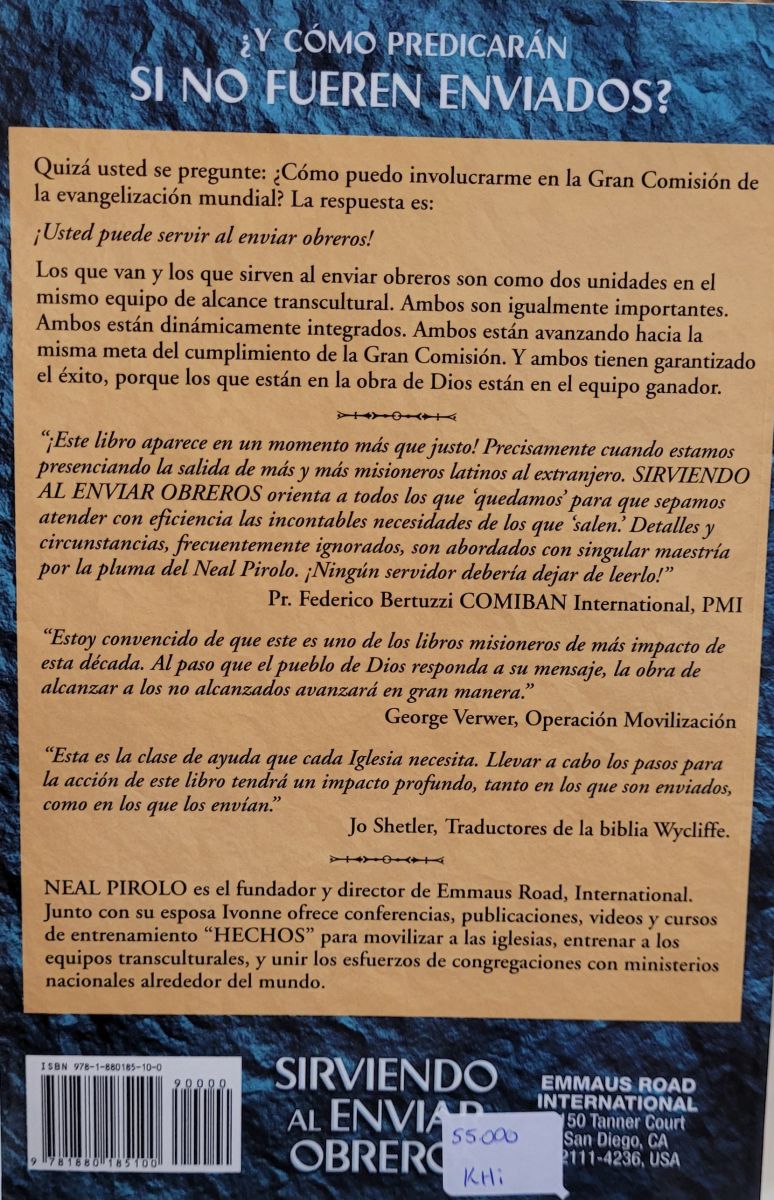 ¿Y CÓMO PREDICARÁN
SI NO FUEREN ENVIADOS?
Quizá usted se pregunte: ¿Cómo puedo involucrarme en la Gran Comisión de
la evangelización mundial? La respuesta es:
¡Usted puede servir al enviar obreros!
Los que van y los que sirven al enviar obreros son como dos unidades en el
mismo equipo de alcance transcultural. Ambos son igualmente importantes.
Ambos están dinámicamente integrados. Ambos están avanzando hacia la
misma meta del cumplimiento de la Gran Comisión. Y ambos tienen garantizado
el éxito, porque los que están en la obra de Dios están en el equipo ganador.
“¡Este libro aparece en un momento más que justo! Precisamente cuando estamos
presenciando la salida de más y más misioneros latinos al extranjero. SIRVIENDO
AL ENVIAR OBREROS orienta a todos los que ‘quedamos’ para que sepamos
atender con eficiencia las incontables necesidades de los que ‘salen.’ Detalles y
circunstancias, frecuentemente ignorados, son abordados con singular maestría
por la pluma del Neal Pirolo. ¡Ningún servidor debería dejar de leerlo!”
Pr. Federico Bertuzzi COMIBAN International, PMI
“Estoy convencido de que este es uno de los libros misioneros de más impacto de
esta década. Al paso que el pueblo de Dios responda a su mensaje, la obra de
alcanzar a los no alcanzados avanzará en gran manera.”
George Verwer, Operación Movilización
“Esta es la clase de ayuda que cada Iglesia necesita. Llevar a cabo los pasos para
la acción de este libro tendrá un impacto profundo, tanto en los que son enviados,
como en los que los envían.”
Jo Shetler, Traductores de la biblia Wycliffe.
NEAL PIROLO es el fundador y director de Emmaus Road, International.
Junto con su esposa Ivonne ofrece conferencias, publicaciones, videos y cursos
de entrenamiento “HECHOS” para movilizar a las iglesias, entrenar a los
equipos transculturales, y unir los esfuerzos de congregaciones con ministerios
nacionales alrededor del mundo.
ISBN 978-1-880185-10-0
90000
9 781880 185100
SIRVIENDO
AL ENVIAR
OBRERO
EMMAUS ROAD
INTERNATIONAL
50 Tanner Court
San Diego, CA
2111-4236, USA
55000
KHi